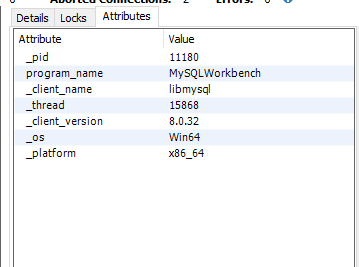 Aborted Connections: 2 Errors: 0
Details Locks Attributes
Attribute Value
_pid 11180
program_name MySQLWorkbench
_client_name libmysql
_thread 15868
_client_version 8.0.32
_os Win64
_platform x86_64